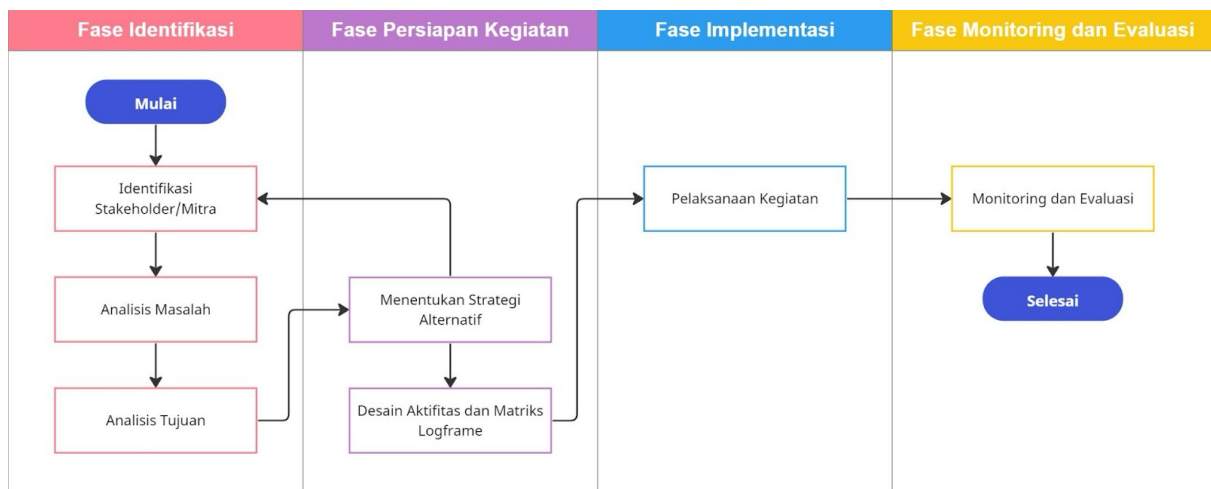 Fase Identifikasi
Fase Persiapan Kegiatan
Fase Implementasi
Fase Monitoring dan Evaluasi
Mulai
Identifikasi
Stakeholder/Mitra
Analisis Masalah
Analisis Tujuan
Menentukan Strategi
Alternatif
Desain Aktifitas dan Matriks
Logframe
Pelaksanaan Kegiatan
Monitoring dan Evaluasi
Selesai